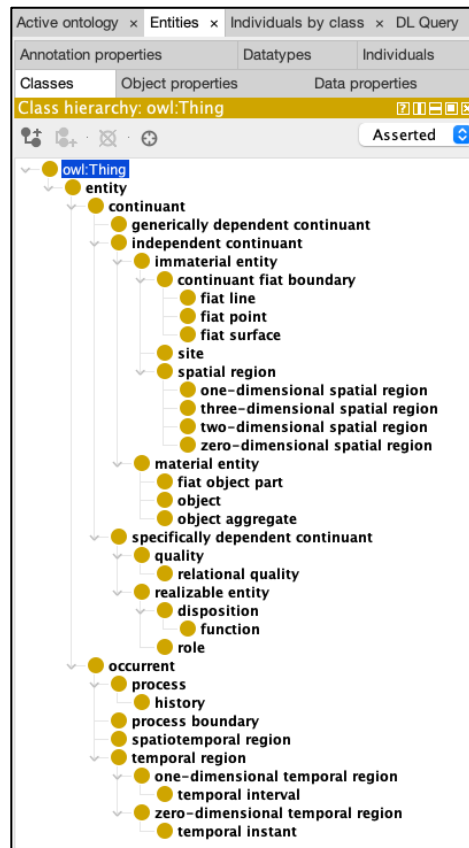 Active ontology × Entities × Individuals by class × DL Query
Annotation properties Datatypes Individuals
Classes Object properties Data properties
Class hierarchy: owl:Thing
Asserted
owl:Thing
entity
continuant
generically dependent continuant
independent continuant
immaterial entity
continuant fiat boundary
fiat line
fiat point
fiat surface
site
spatial region
one-dimensional spatial region
three-dimensional spatial region
two-dimensional spatial region
zero-dimensional spatial region
material entity
fiat object part
object
object aggregate
specifically dependent continuant
quality
relational quality
realizable entity
disposition
function
role
occurrent
process
history
process boundary
spatiotemporal region
temporal region
one-dimensional temporal region
temporal interval
zero-dimensional temporal region
temporal instant